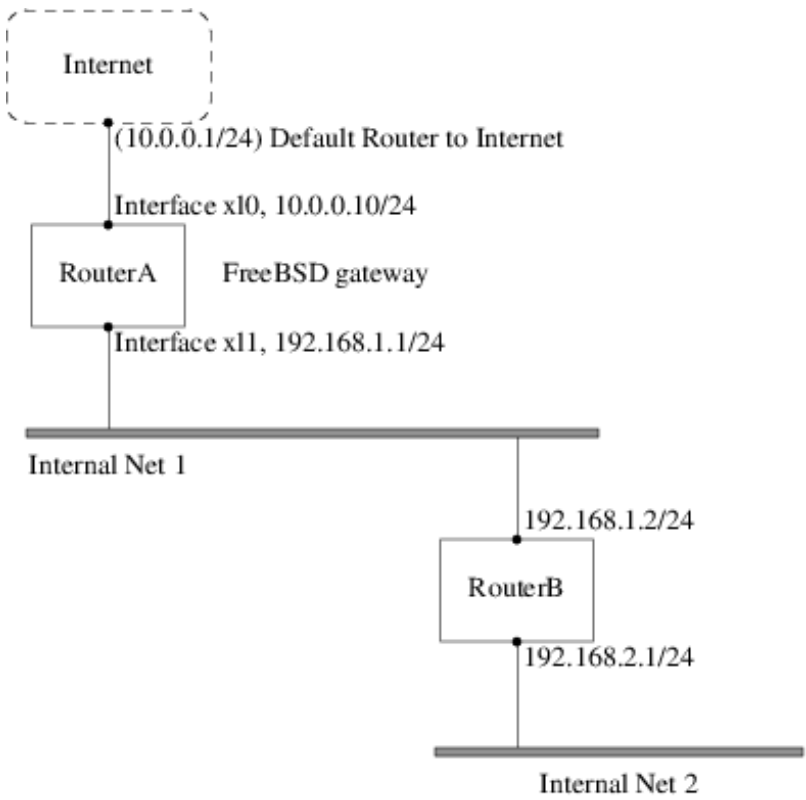 Internet
(10.0.0.1/24) Default Router to Internet
Interface xl0, 10.0.0.10/24
RouterA
FreeBSD gateway
Interface xl1, 192.168.1.1/24
Internal Net 1
192.168.1.2/24
RouterB
192.168.2.1/24
Internal Net 2